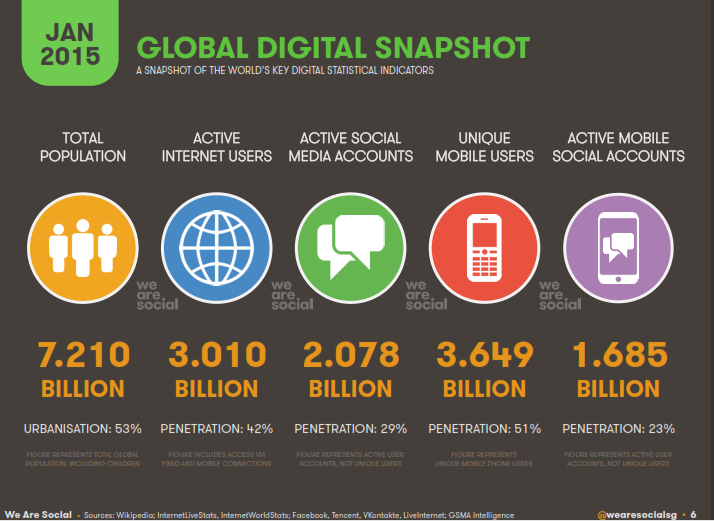 JAN
2015
GLOBAL DIGITAL SNAPSHOT
A SNAPSHOT OF THE WORLD'S KEY DIGITAL STATISTICAL INDICATORS
TOTAL
POPULATION
ACTIVE
INTERNET USERS
ACTIVE SOCIAL
MEDIA ACCOUNTS
UNIQUE
MOBILE USERS
ACTIVE MOBILE
SOCIAL ACCOUNTS
we
are
social
we
are
social
we
are
social
we
are
social
7.210
BILLION
3.010
BILLION
2.078
BILLION
3.649
BILLION
1.685
BILLION
URBANISATION: 53%
PENETRATION: 42%
PENETRATION: 29%
PENETRATION: 51%
PENETRATION: 23%
FIGURE REPRESENTS TOTAL GLOBAL
POPULATION, INCLUDING CHILDREN
FIGURE INCLUDES ACCESS VIA
FIXED AND MOBILE CONNECTIONS
FIGURE REPRESENTS ACTIVE USER
ACCOUNTS, NOT UNIQUE USERS
FIGURE REPRESENTS
UNIQUE MOBILE PHONE USERS
FIGURE REPRESENTS ACTIVE USER
ACCOUNTS, NOT UNIQUE USERS
We Are Social • Sources: Wikipedia; InternetLiveStats, InternetWorldStats; Facebook, Tencent, VKontakte, LiveInternet; GSMA Intelligence
@wearesocialsg • 6